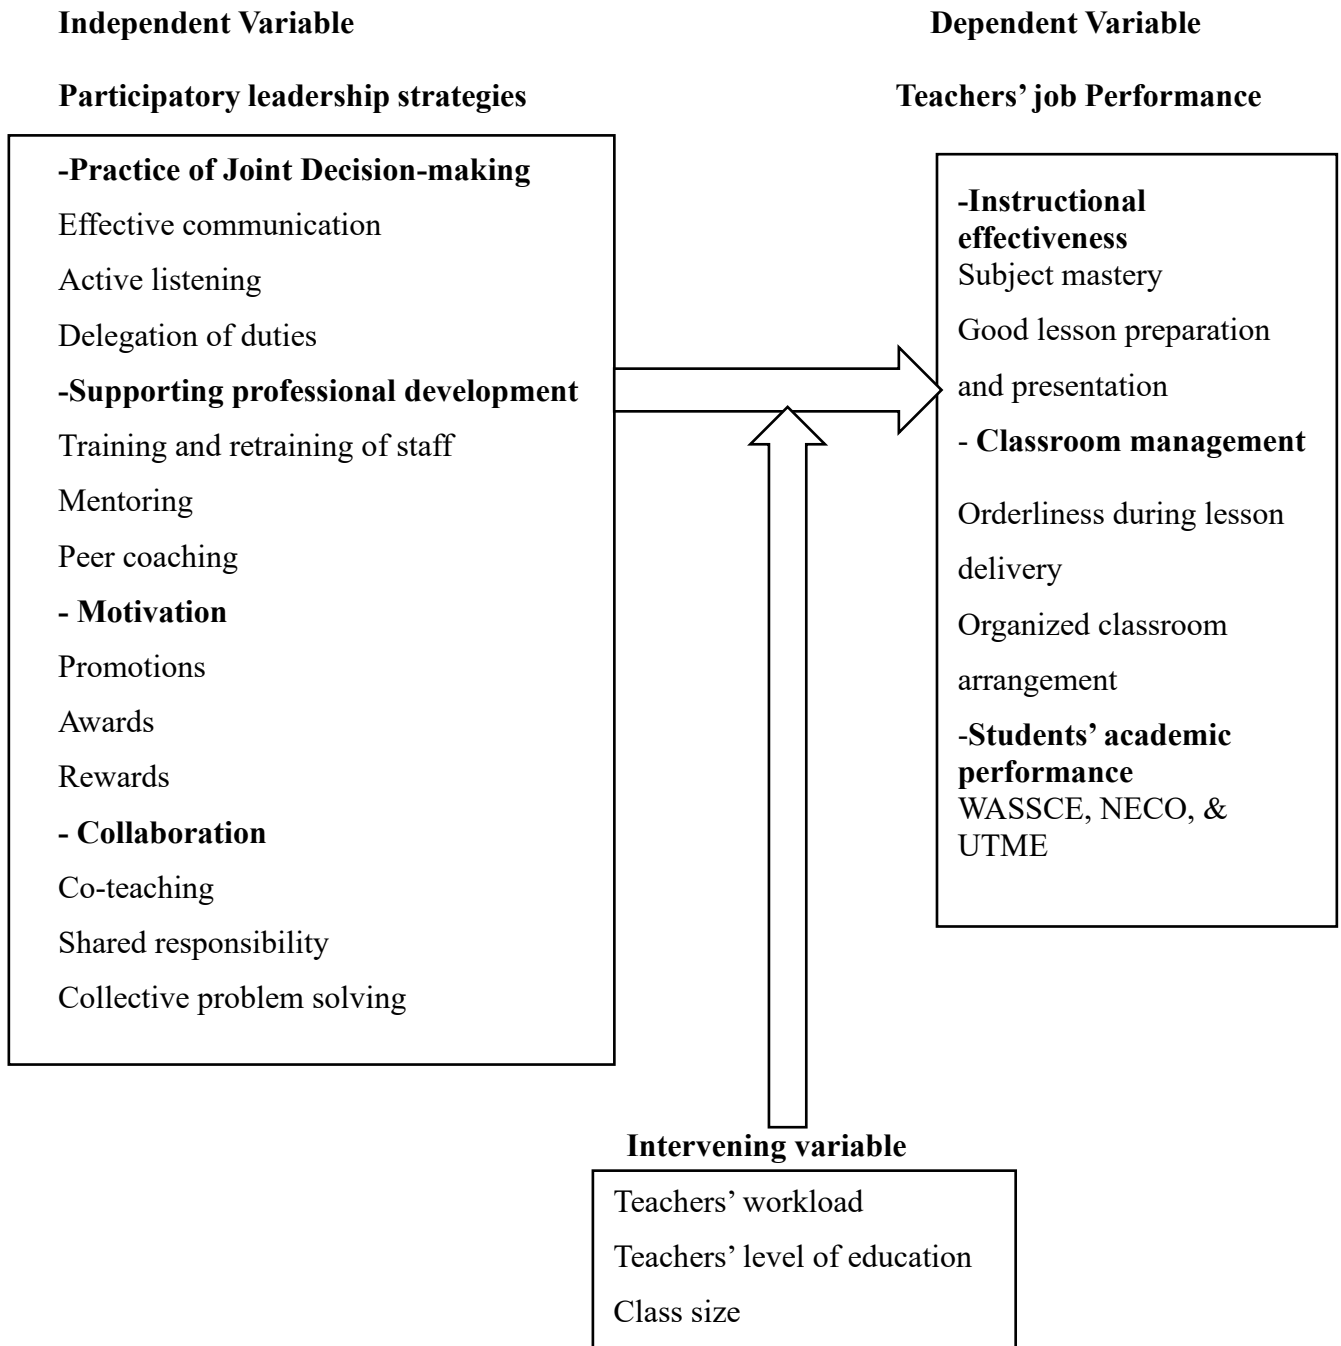 Independent Variable
Dependent Variable
Participatory leadership strategies
Teachers’ job Performance
-Practice of Joint Decision-making
Effective communication
Active listening
Delegation of duties
-Supporting professional development
Training and retraining of staff
Mentoring
Peer coaching
- Motivation
Promotions
Awards
Rewards
- Collaboration
Co-teaching
Shared responsibility
Collective problem solving
-Instructional
effectiveness
Subject mastery
Good lesson preparation
and presentation
- Classroom management
Orderliness during lesson
delivery
Organized classroom
arrangement
-Students’ academic
performance
WASSCE, NECO, &
UTME
Intervening variable
Teachers’ workload
Teachers’ level of education
Class size